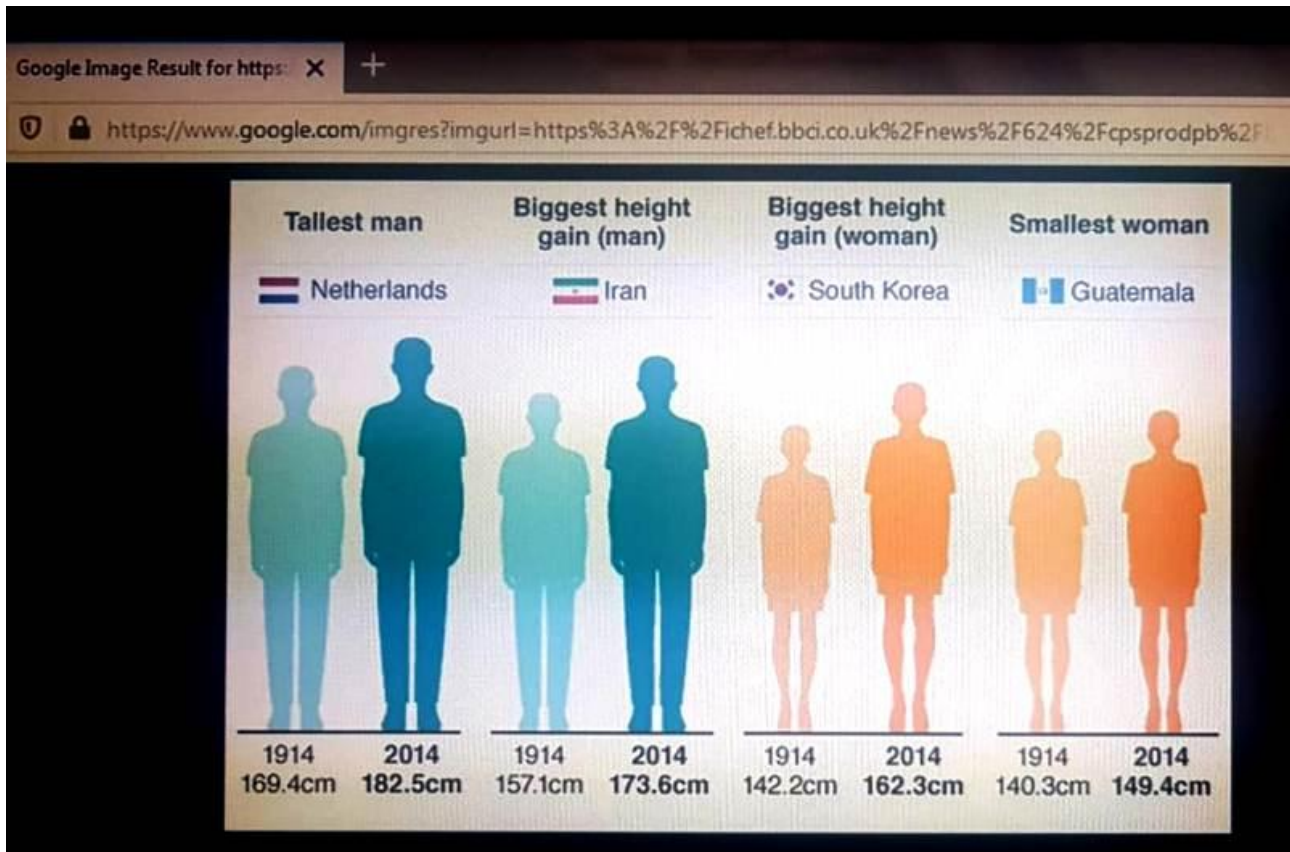 Google Image Result for https:
https://www.google.com/imgres?imgurl=https%3A%2F%2Fichef.bbci.co.uk%2Fnews%2F624%2Fcpsprodpb%2F
Tallest man
Netherlands
1914 2014
169.4cm 182.5cm
Biggest height
gain (man)
Iran
1914 2014
157.1cm 173.6cm
Biggest height
gain (woman)
South Korea
1914 2014
142.2cm 162.3cm
Smallest woman
Guatemala
1914 2014
140.3cm 149.4cm